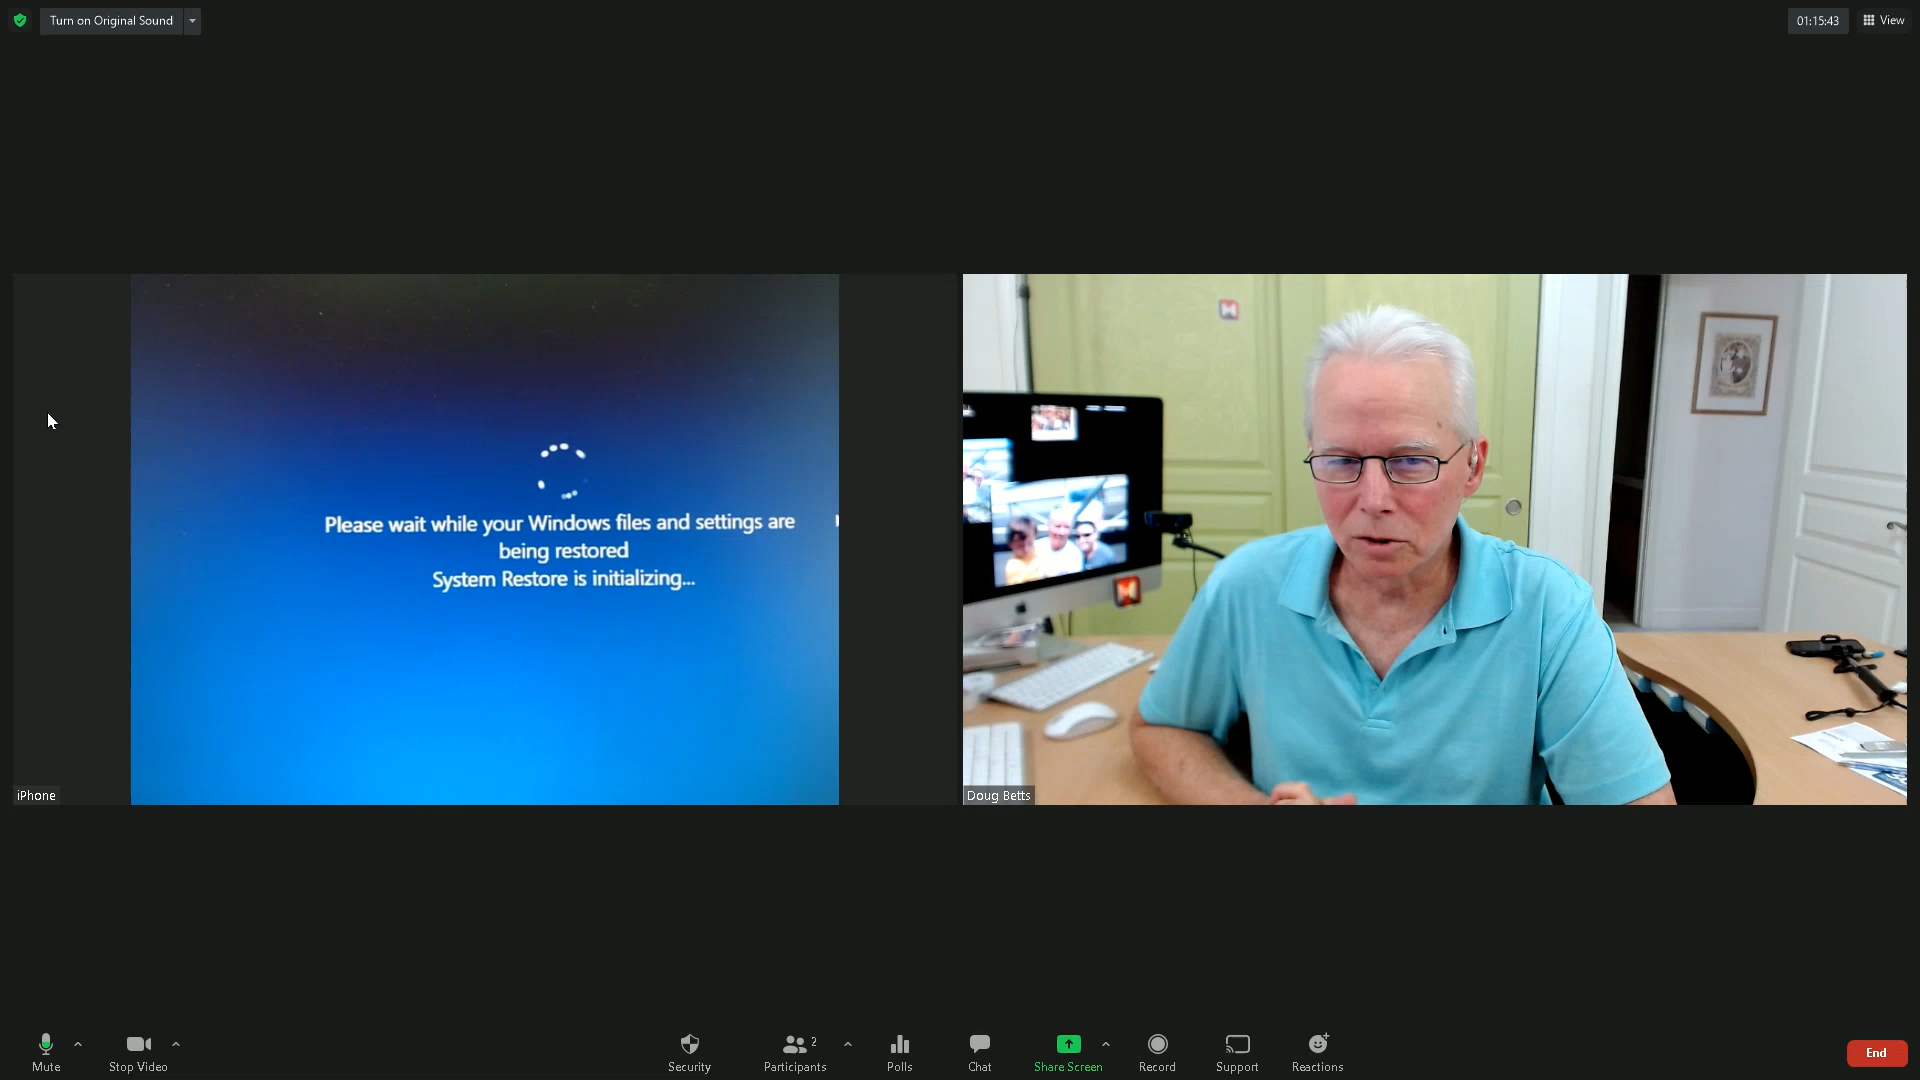 Turn on Original Sound
01:15:43
View
Please wait while your Windows files and settings are
being restored
System Restore is initializing...
iPhone
Doug Betts
Mute
Stop Video
Security
Participants
2
Polls
Chat
Share Screen
Record
Support
Reactions
End